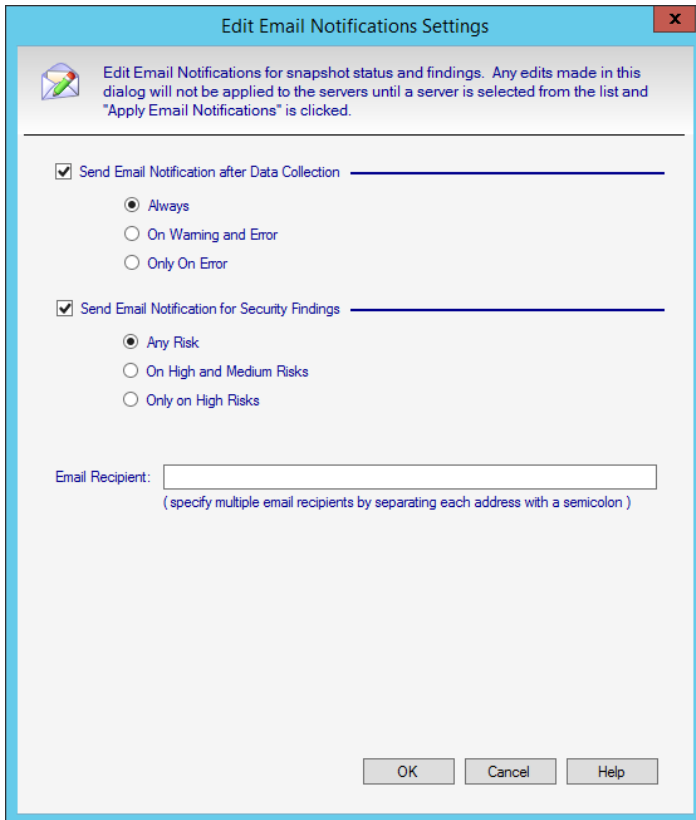 Edit Email Notifications Settings
x
Edit Email Notifications for snapshot status and findings. Any edits made in this
dialog will not be applied to the servers until a server is selected from the list and
"Apply Email Notifications" is clicked.
Send Email Notification after Data Collection
Always
On Warning and Error
Only On Error
Send Email Notification for Security Findings
Any Risk
On High and Medium Risks
Only on High Risks
Email Recipient:
( specify multiple email recipients by separating each address with a semicolon )
OK Cancel Help